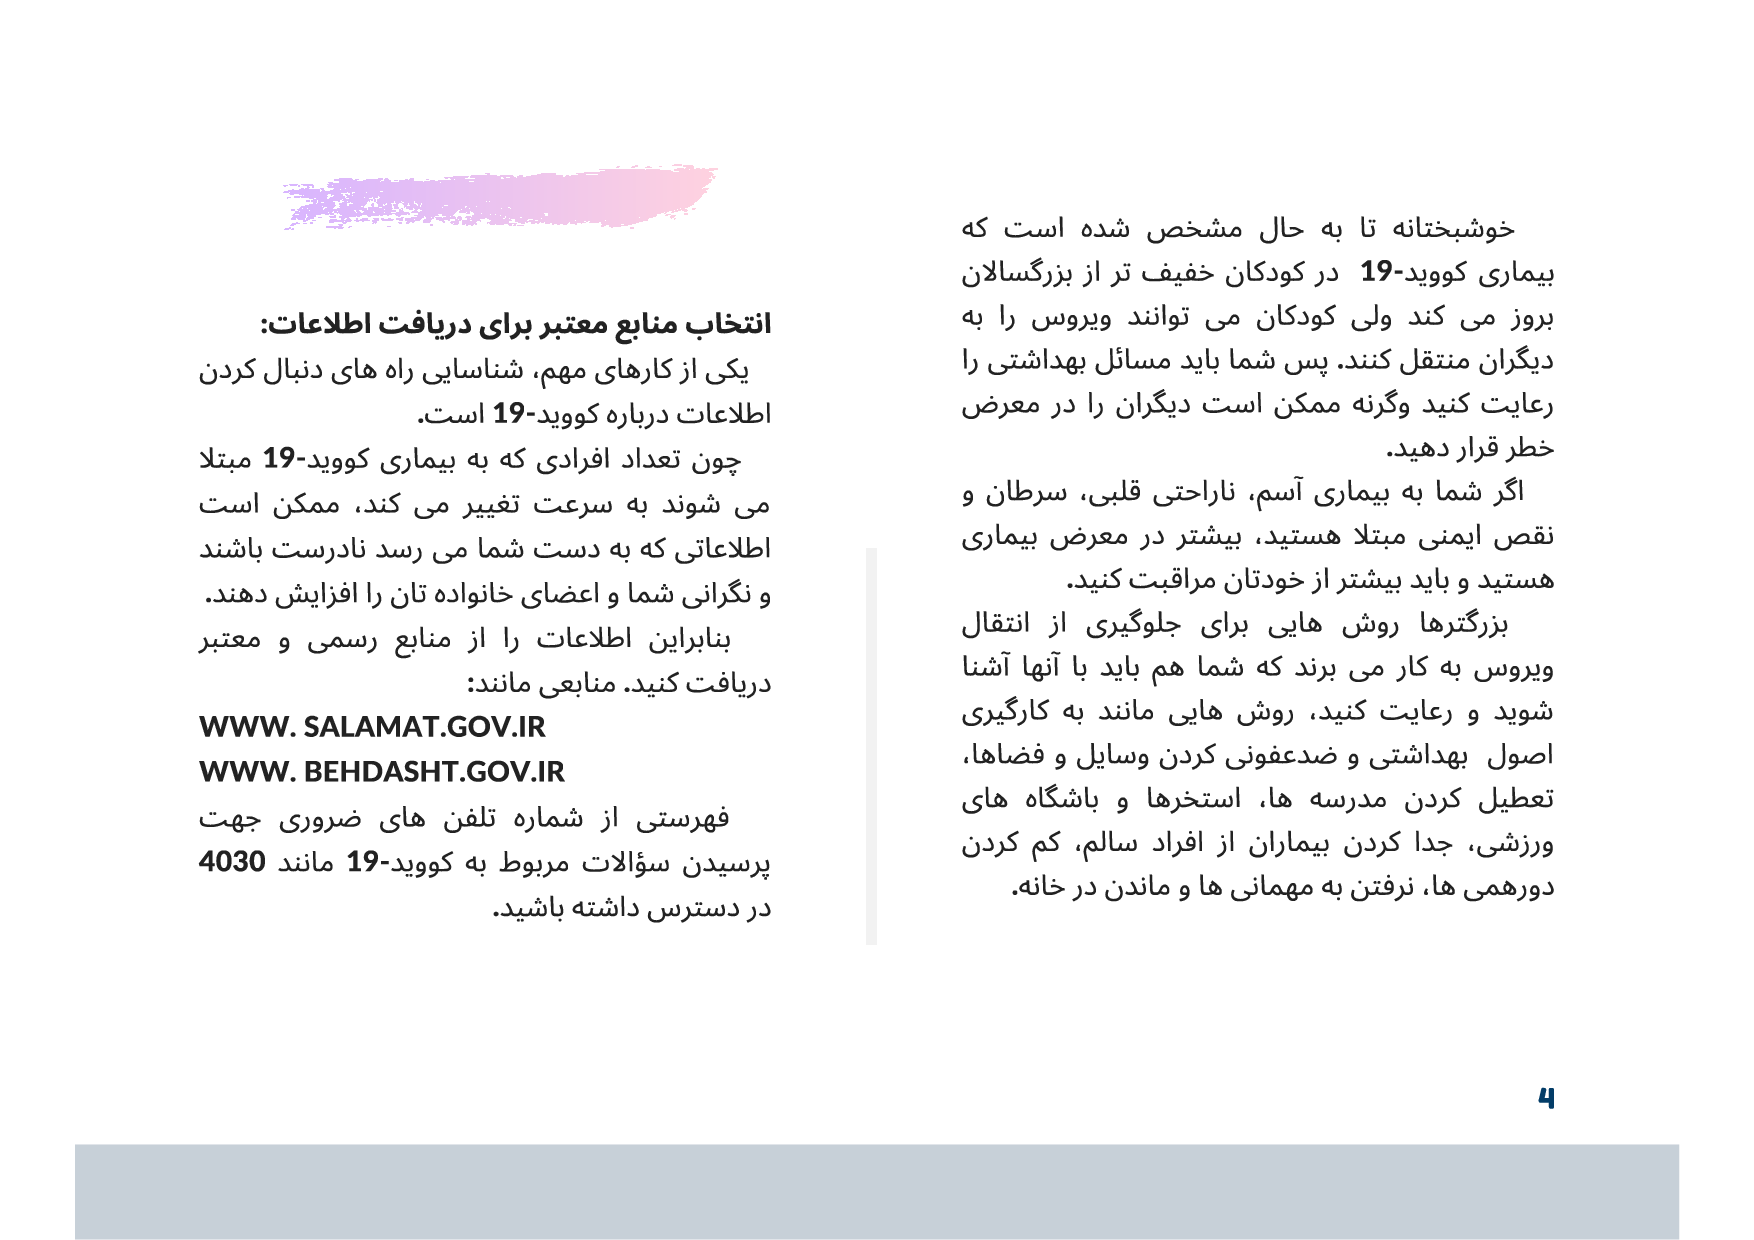 خوشبختانه تا به حال مشخص شده است که
بیماری کووید-19 در کودکان خفیف تر از بزرگسالان
بروز می کند ولی کودکان می توانند ویروس را به
دیگران منتقل کنند. پس شما باید مسائل بهداشتی را
رعایت کنید وگرنه ممکن است دیگران را در معرض
خطر قرار دهید.
اگر شما به بیماری آسم، ناراحتی قلبی، سرطان و
نقص ایمنی مبتلا هستید، بیشتر در معرض بیماری
هستید و باید بیشتر از خودتان مراقبت کنید.
بزرگترها روش هایی برای جلوگیری از انتقال
ویروس به کار می برند که شما هم باید با آنها آشنا
شوید و رعایت کنید، روش هایی مانند به کارگیری
اصول بهداشتی و ضدعفونی کردن وسایل و فضاها،
تعطیل کردن مدرسه ها، استخرها و باشگاه های
ورزشی، جدا کردن بیماران از افراد سالم، کم کردن
دورهمی ها، نرفتن به مهمانی ها و ماندن در خانه.
انتخاب منابع معتبر برای دریافت اطلاعات:
یکی از کارهای مهم، شناسایی راه های دنبال کردن
اطلاعات درباره کووید-19 است.
چون تعداد افرادی که به بیماری کووید-19 مبتلا
می شوند به سرعت تغییر می کند، ممکن است
اطلاعاتی که به دست شما می رسد نادرست باشند
و نگرانی شما و اعضای خانواده تان را افزایش دهند.
بنابراین اطلاعات را از منابع رسمی و معتبر
دریافت کنید. منابعی مانند:
WWW. SALAMAT.GOV.IR
WWW. BEHDASHT.GOV.IR
فهرستی از شماره تلفن های ضروری جهت
پرسیدن سؤالات مربوط به کووید-19 مانند 4030
در دسترس داشته باشید.
4